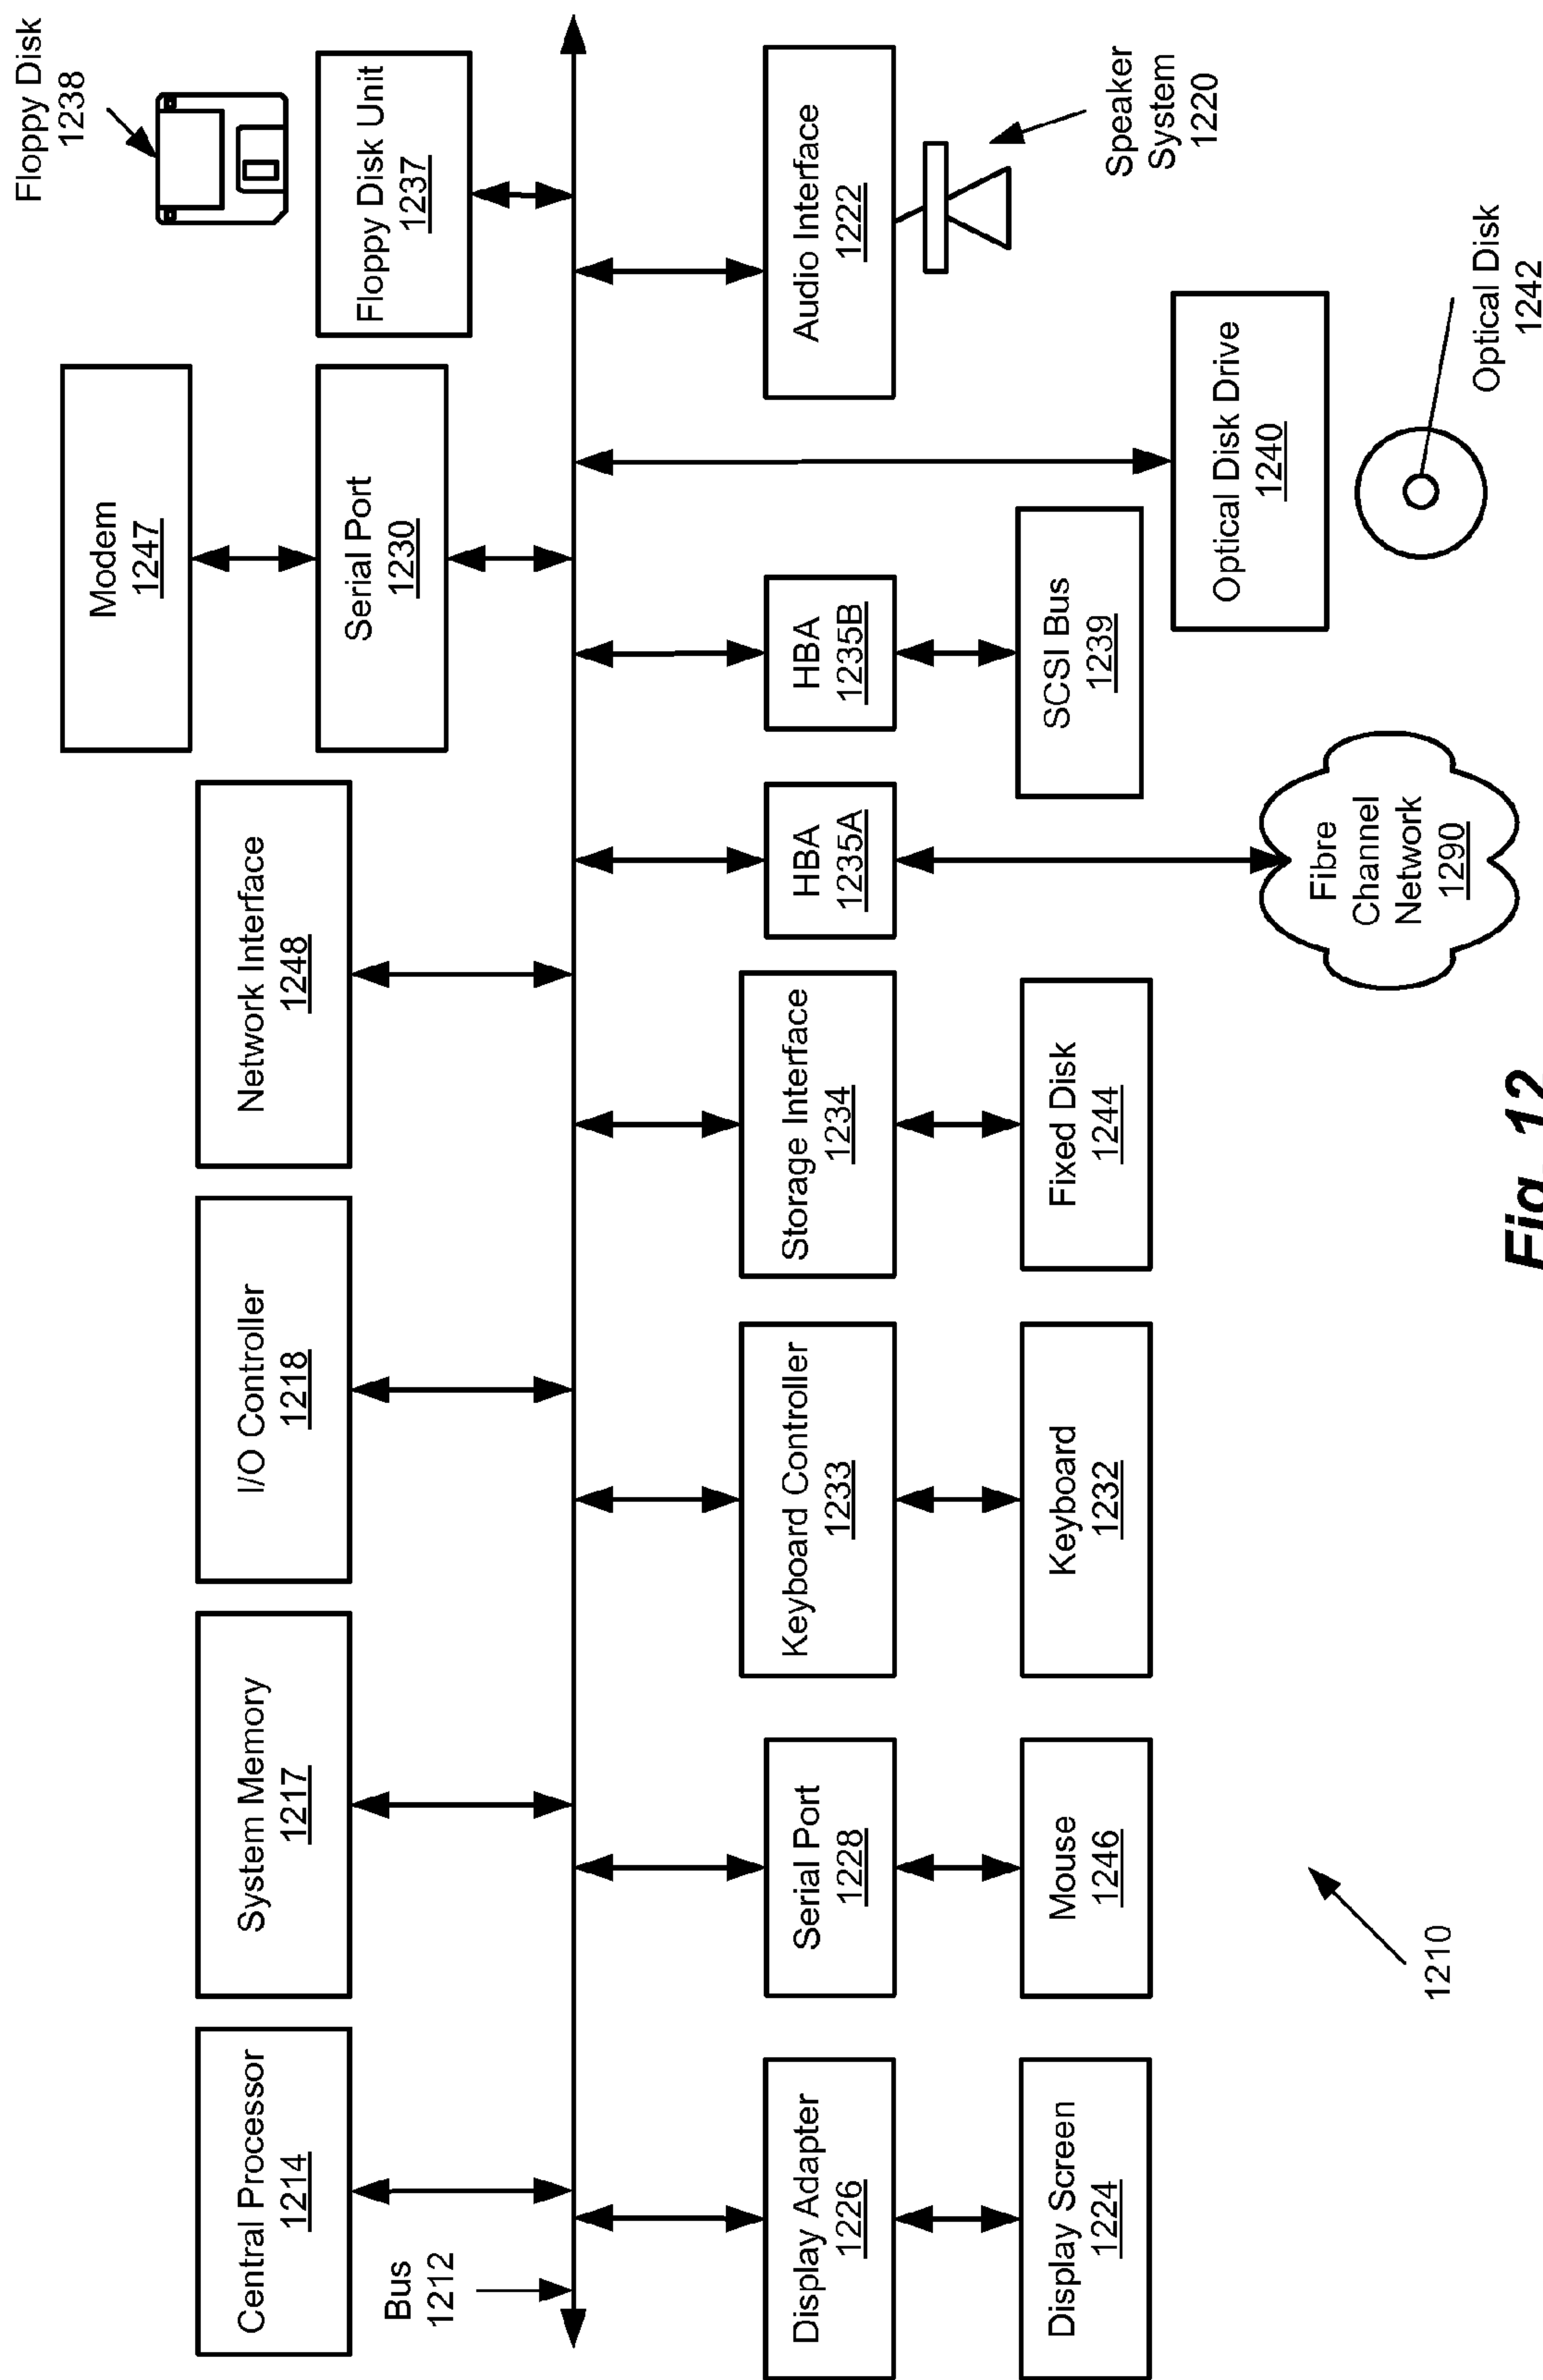 Central Processor
1214
System Memory
1217
I/O Controller
1218
Network Interface
1248
Modem
1247
Serial Port
1230
Floppy Disk
1238
Floppy Disk Unit
1237
Bus
1212
Display Adapter
1226
Display Screen
1224
Serial Port
1228
Mouse
1246
Keyboard Controller
1233
Keyboard
1232
Storage Interface
1234
Fixed Disk
1244
HBA
1235A
Fibre
Channel
Network
1290
HBA
1235B
SCSI Bus
1239
Optical Disk Drive
1240
Optical Disk
1242
Audio Interface
1222
Speaker
System
1220
1210
Fig. 12